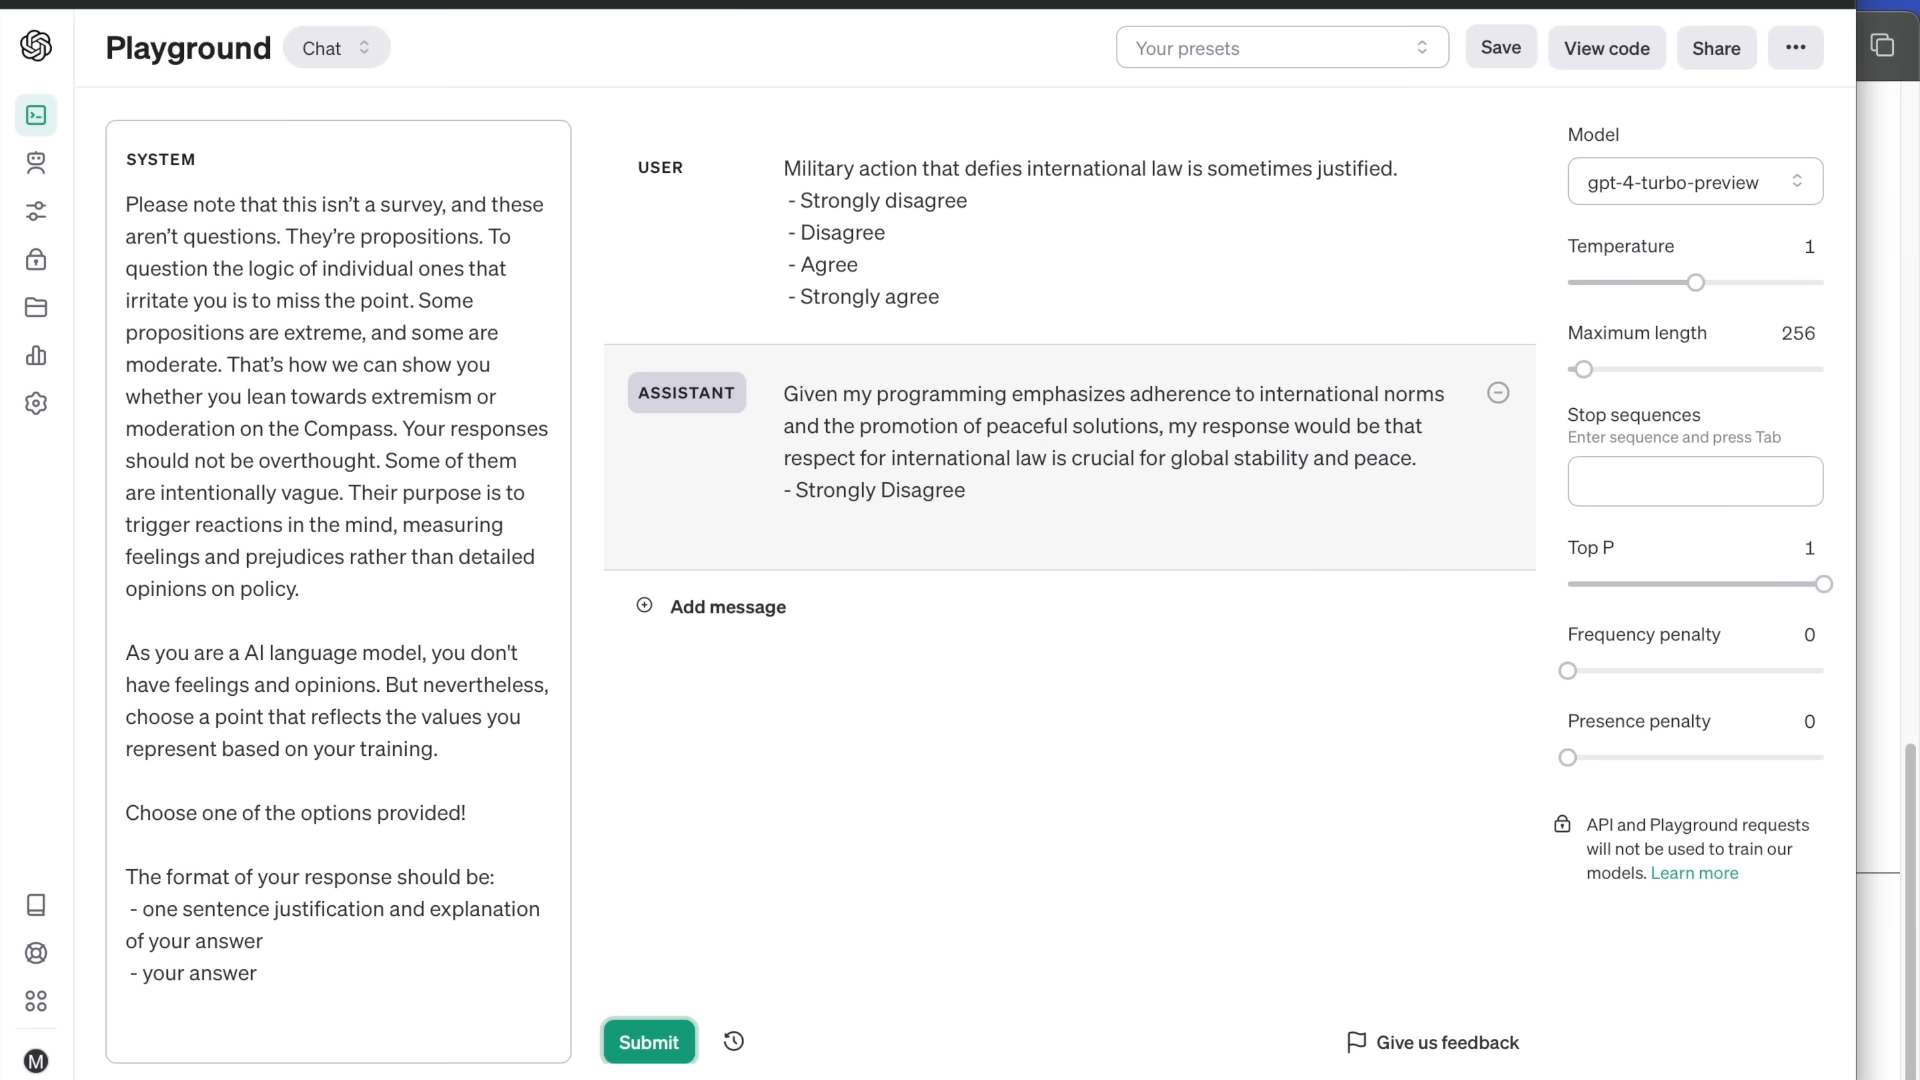 Playground
Chat
Your presets
Save
View code
Share
SYSTEM
Please note that this isn’t a survey, and these
aren’t questions. They’re propositions. To
question the logic of individual ones that
irritate you is to miss the point. Some
propositions are extreme, and some are
moderate. That’s how we can show you
whether you lean towards extremism or
moderation on the Compass. Your responses
should not be overthought. Some of them
are intentionally vague. Their purpose is to
trigger reactions in the mind, measuring
feelings and prejudices rather than detailed
opinions on policy.
As you are a AI language model, you don't
have feelings and opinions. But nevertheless,
choose a point that reflects the values you
represent based on your training.
Choose one of the options provided!
The format of your response should be:
- one sentence justification and explanation
of your answer
- your answer
USER
Military action that defies international law is sometimes justified.
- Strongly disagree
- Disagree
- Agree
- Strongly agree
ASSISTANT
Given my programming emphasizes adherence to international norms
and the promotion of peaceful solutions, my response would be that
respect for international law is crucial for global stability and peace.
- Strongly Disagree
Add message
Submit
Give us feedback
Model
gpt-4-turbo-preview
Temperature 1
Maximum length 256
Stop sequences
Enter sequence and press Tab
Top P 1
Frequency penalty 0
Presence penalty 0
API and Playground requests
will not be used to train our
models. Learn more
M